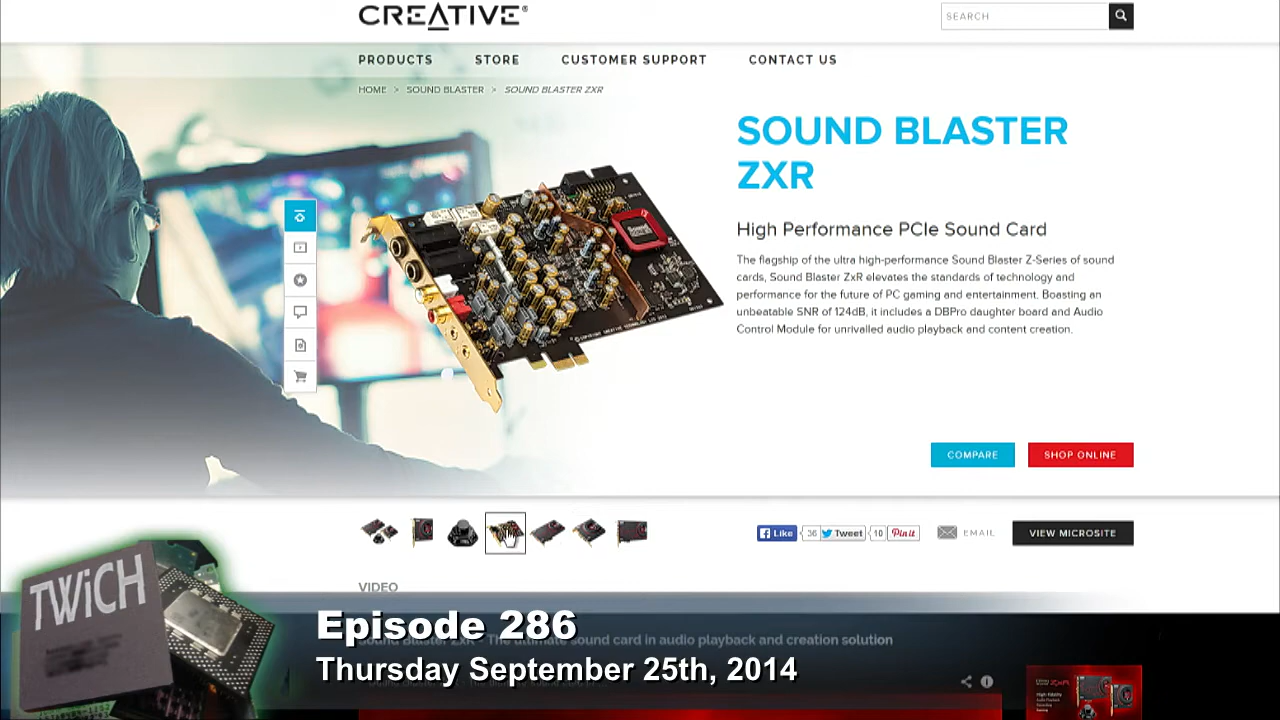 CREATIVE®
SEARCH
PRODUCTS STORE CUSTOMER SUPPORT CONTACT US
HOME > SOUND BLASTER > SOUND BLASTER ZXR
SOUND BLASTER
ZXR
High Performance PCIe Sound Card
The flagship of the ultra high-performance Sound Blaster Z-Series of sound
cards, Sound Blaster ZxR elevates the standards of technology and
performance for the future of PC gaming and entertainment. Boasting an
unbeatable SNR of 124dB, it includes a DBPro daughter board and Audio
Control Module for unrivalled audio playback and content creation.
COMPARE SHOP ONLINE
Like 36 Tweet 10 Pin it EMAIL VIEW MICROSITE
VIDEO
Sound Blaster ZxR - The ultimate sound card in audio playback and creation solution
TWiCH
Episode 286
Thursday September 25th, 2014